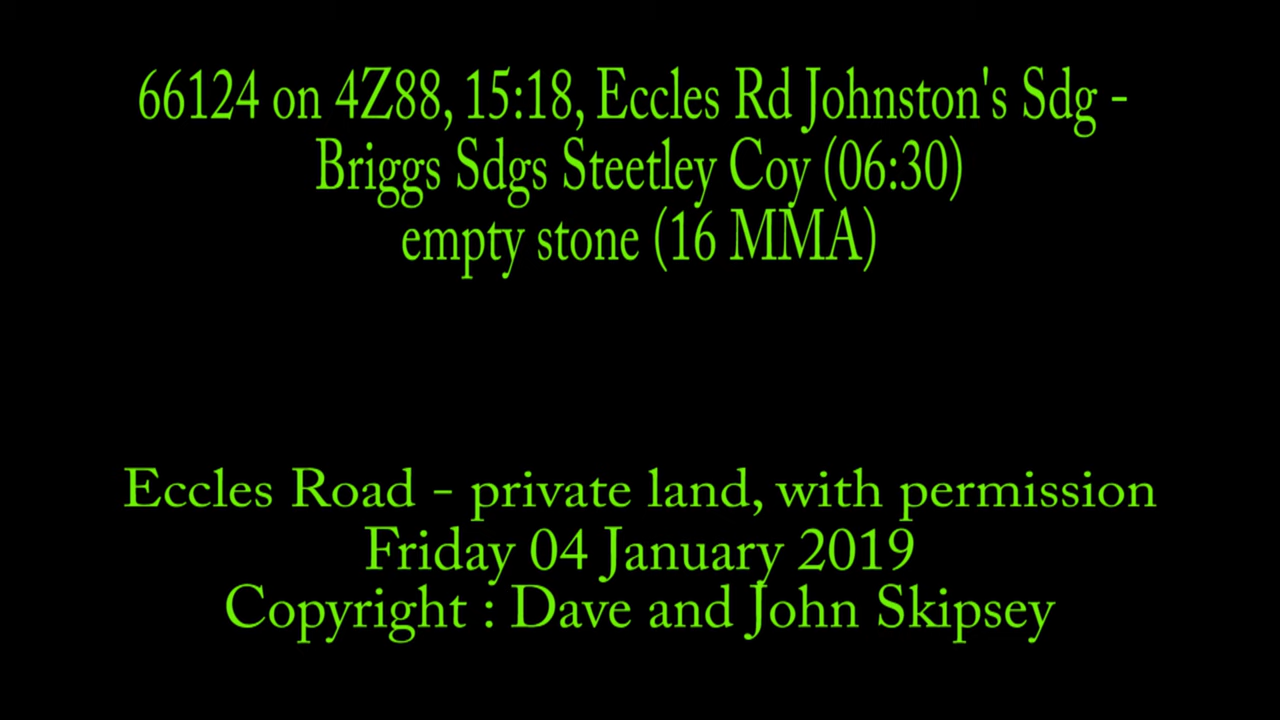 66124 on 4Z88, 15:18, Eccles Rd Johnston's Sdg -
Briggs Sdgs Steetley Coy (06:30)
empty stone (16 MMA)
Eccles Road - private land, with permission
Friday 04 January 2019
Copyright : Dave and John Skipsey